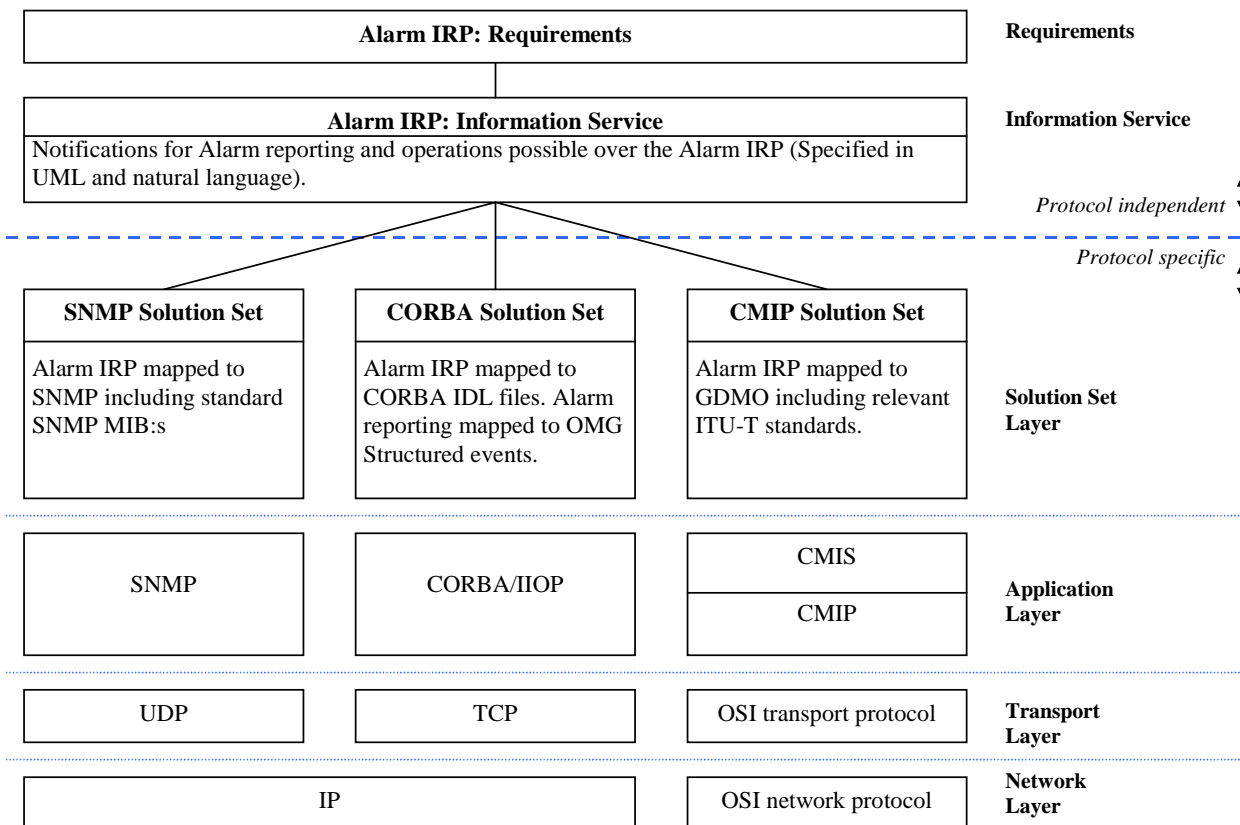 Alarm IRP: Requirements
Requirements
Alarm IRP: Information Service
Information Service
Notifications for Alarm reporting and operations possible over the Alarm IRP (Specified in
UML and natural language).
Protocol independent
Protocol specific
SNMP Solution Set
CORBA Solution Set
CMIP Solution Set
Alarm IRP mapped to
SNMP including standard
SNMP MIB:s
Alarm IRP mapped to
CORBA IDL files. Alarm
reporting mapped to OMG
Structured events.
Alarm IRP mapped to
GDMO including relevant
ITU-T standards.
Solution Set
Layer
SNMP
CORBA/IIOP
CMIS
CMIP
Application
Layer
UDP
TCP
OSI transport protocol
Transport
Layer
IP
OSI network protocol
Network
Layer